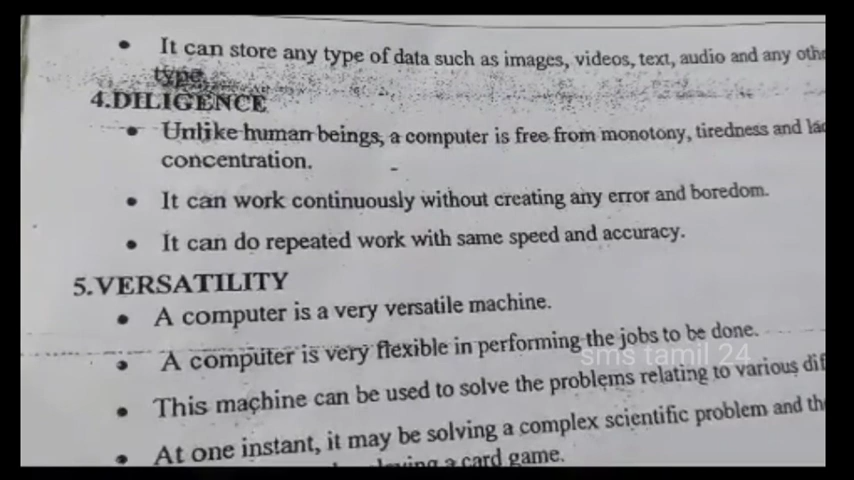 It can store any type of data such as images, videos, text, audio and any
type.
4.DILIGENCE
• Unlike human beings, a computer is free from monotony, tiredness and
concentration.
• It can work continuously without creating any error and boredom.
• It can do repeated work with same speed and accuracy.
5.VERSATILITY
• A computer is a very versatile machine.
• A computer is very flexible in performing the jobs to be done.
sms tamil 24
• This machine can be used to solve the problems relating to various
• At one instant, it may be solving a complex scientific problem and
a card game.